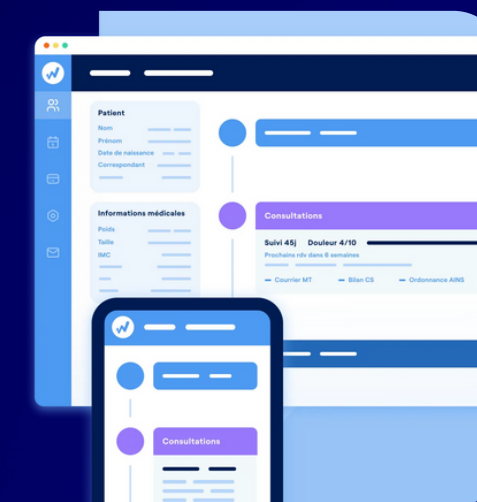 Patient
Nom
Prénom
Date de naissance
Correspondant
Informations médicales
Poids
Taille
IMC
Consultations
Suivi 45j Douleur 4/10
Prochains rdv dans 6 semaines
Courrier MT Bilan CS Ordonnance AINS
Consultations